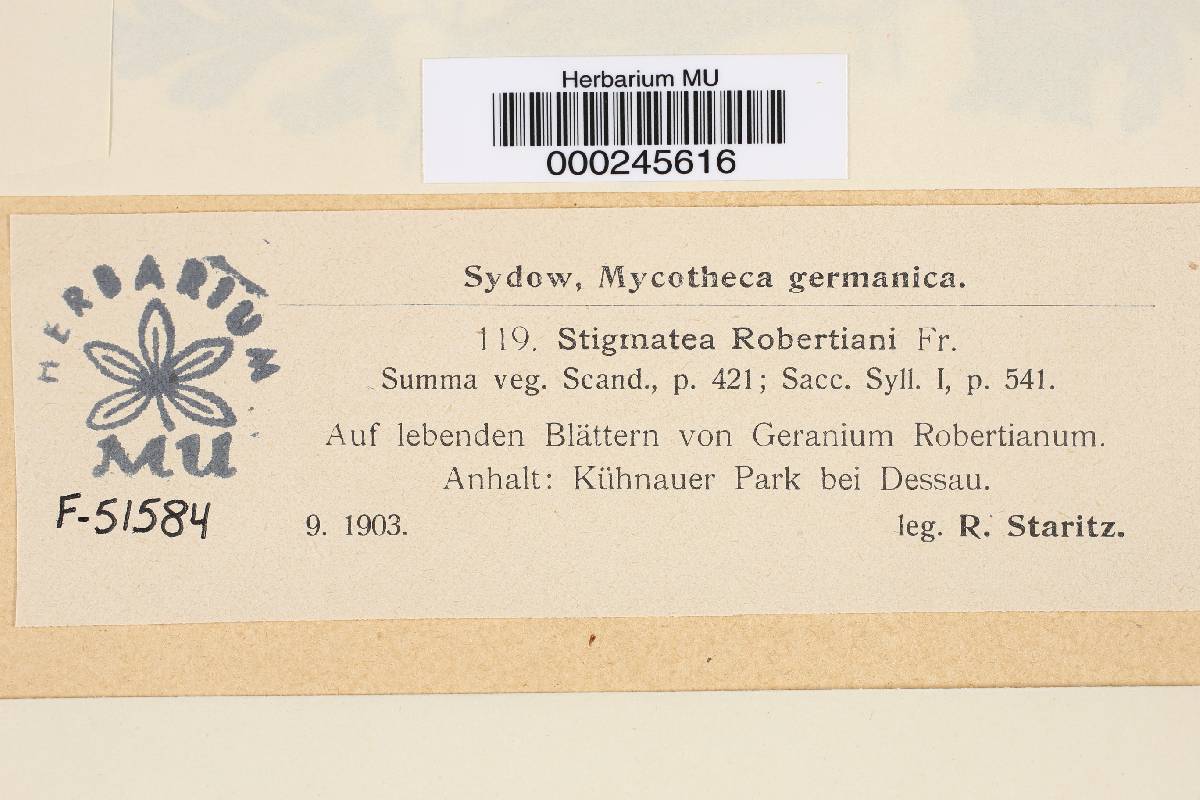 Herbarium MU
000245616
HERBARIUM
MU
F-51584
Sydow, Mycotheca germanica.
119. Stigmatea Robertiani Fr.
Summa veg. Scand., p. 421; Sacc. Syll. I, p. 541.
Auf lebenden Blättern von Geranium Robertianum.
Anhalt: Kühnauer Park bei Dessau.
9. 1903. leg. R. Staritz.